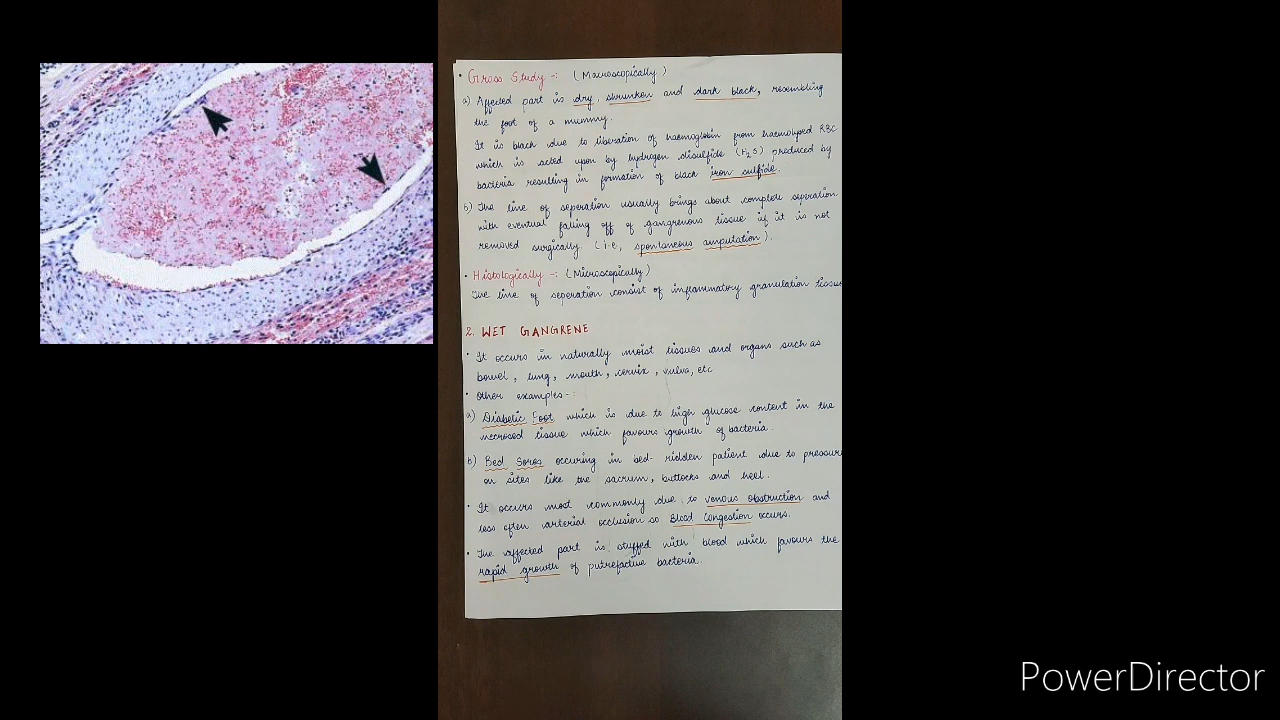 • Gross Study -: (Macroscopically)
a) Affected part is dry, shrunken and dark black, resembling
the foot of a mummy.
It is black due to liberation of haemoglobin from haemolysed RBC
which is acted upon by hydrogen disulfide (H2S) produced by
bacteria resulting in formation of black iron sulfide.
b) The line of seperation usually brings about complete seperation
with eventual falling off of gangrenous tissue if it is not
removed surgically (i.e, spontaneous amputation).
• Histologically -: (Microscopically)
The line of seperation consist of inflammatory granulation tissue
2. WET GANGRENE
• It occurs in naturally moist tissues and organs such as
bowel, lung, mouth, cervix, vulva, etc
• Other examples -:
a) Diabetic Foot which is due to high glucose content in the
necrosed tissue which favours growth of bacteria.
b) Bed Sores occuring in bed-ridden patient due to pressure
on sites like the sacrum, buttocks and heel.
• It occurs most commonly due to venous obstruction and
less often arterial occlusion so Blood Congestion occurs.
• The affected part is stuffed with blood which favours the
rapid growth of putrefactive bacteria.
PowerDirector